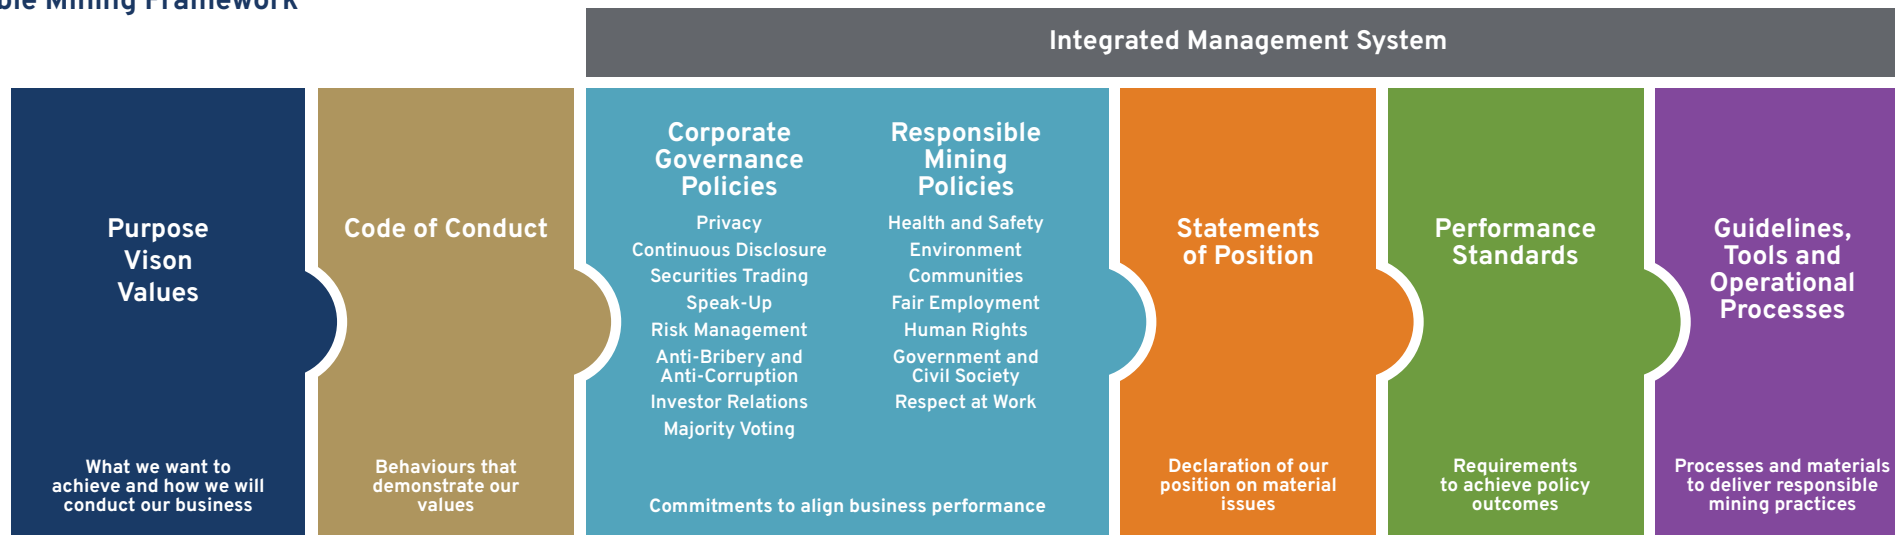 Mining Framework
Integrated Management System
Purpose
Vison
Values
What we want to
achieve and how we will
conduct our business
Code of Conduct
Behaviours that
demonstrate our
values
Corporate
Governance
Policies
Privacy
Continuous Disclosure
Securities Trading
Speak-Up
Risk Management
Anti-Bribery and
Anti-Corruption
Investor Relations
Majority Voting
Responsible
Mining
Policies
Health and Safety
Environment
Communities
Fair Employment
Human Rights
Government and
Civil Society
Respect at Work
Commitments to align business performance
Statements
of Position
Declaration of our
position on material
issues
Performance
Standards
Requirements
to achieve policy
outcomes
Guidelines,
Tools and
Operational
Processes
Processes and materials
to deliver responsible
mining practices